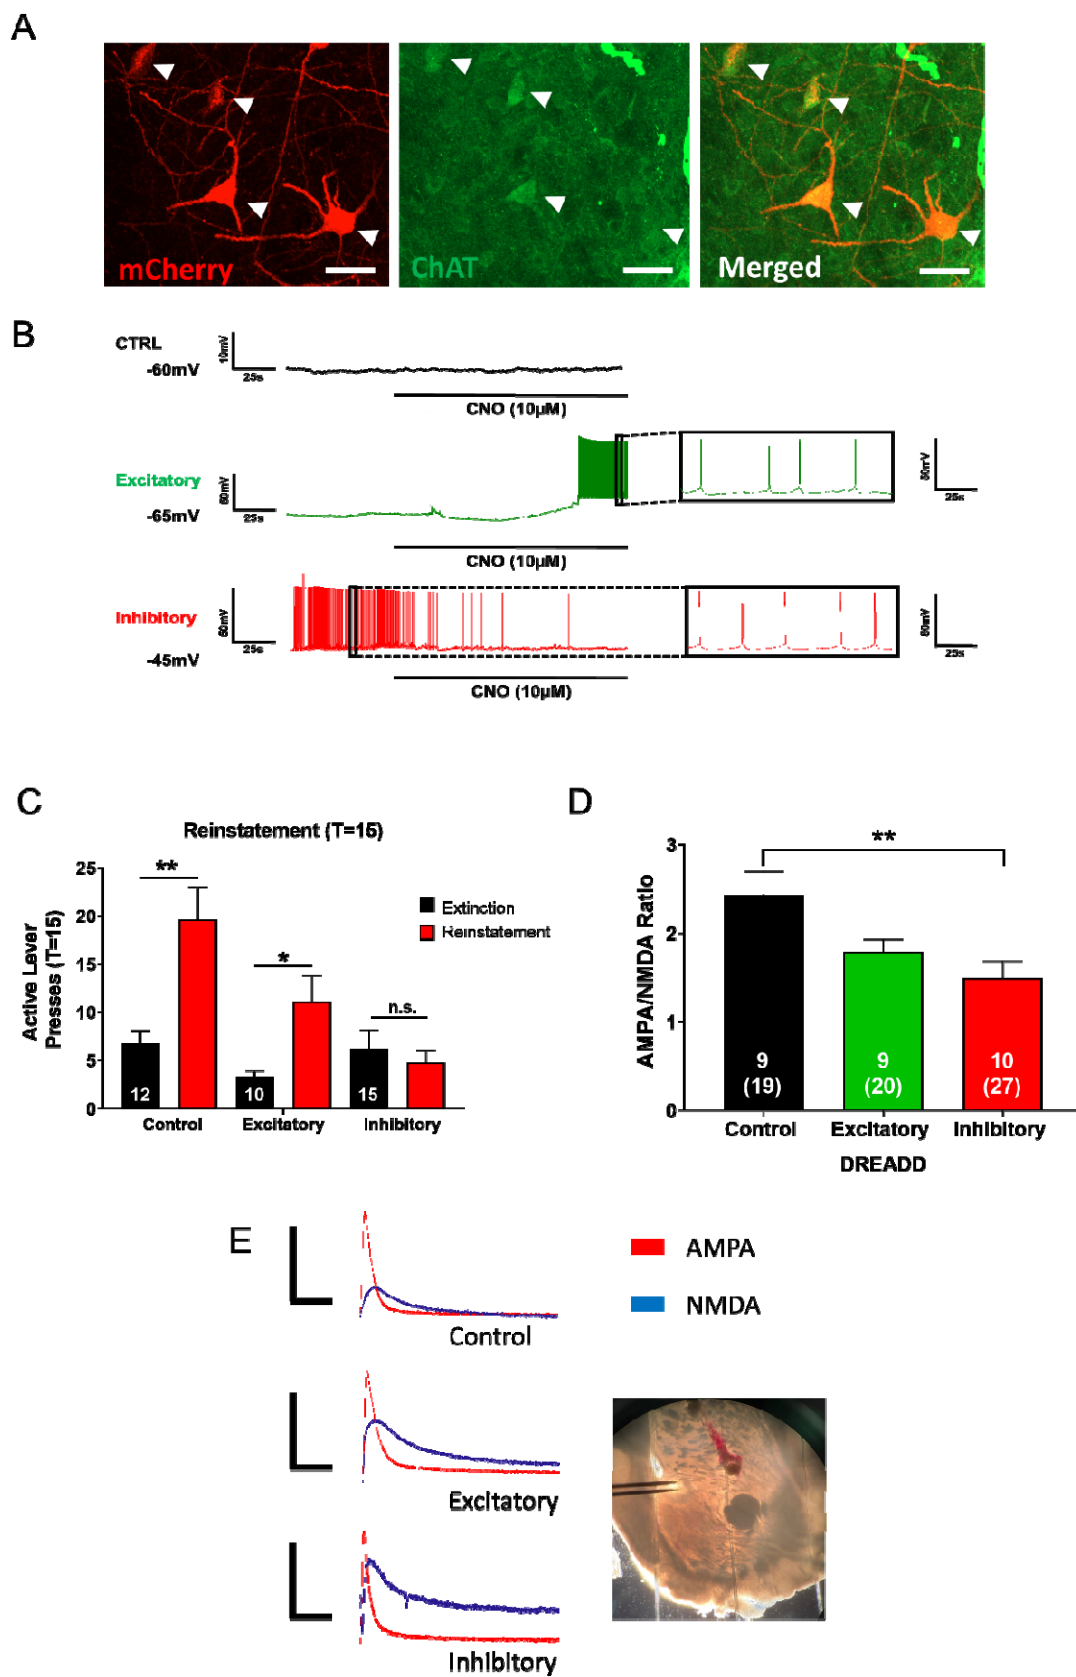 A
mCherry
ChAT
Merged
B
CTRL
-60mV
10mV
25s
CNO (10µM)
Excitatory
-65mV
60mV
25s
50mV
25s
CNO (10µM)
Inhibitory
-45mV
50mV
25s
50mV
25s
CNO (10µM)
C
Reinstatement (T=15)
Active Lever
Presses (T=15)
25
20
15
10
5
0
**
*
n.s.
Extinction
Reinstatement
12
10
15
Control
Excitatory
Inhibitory
D
AMPA/NMDA Ratio
3
2
1
0
**
9
(19)
9
(20)
10
(27)
Control
Excitatory
Inhibitory
DREADD
E
AMPA
NMDA
Control
Excitatory
Inhibitory